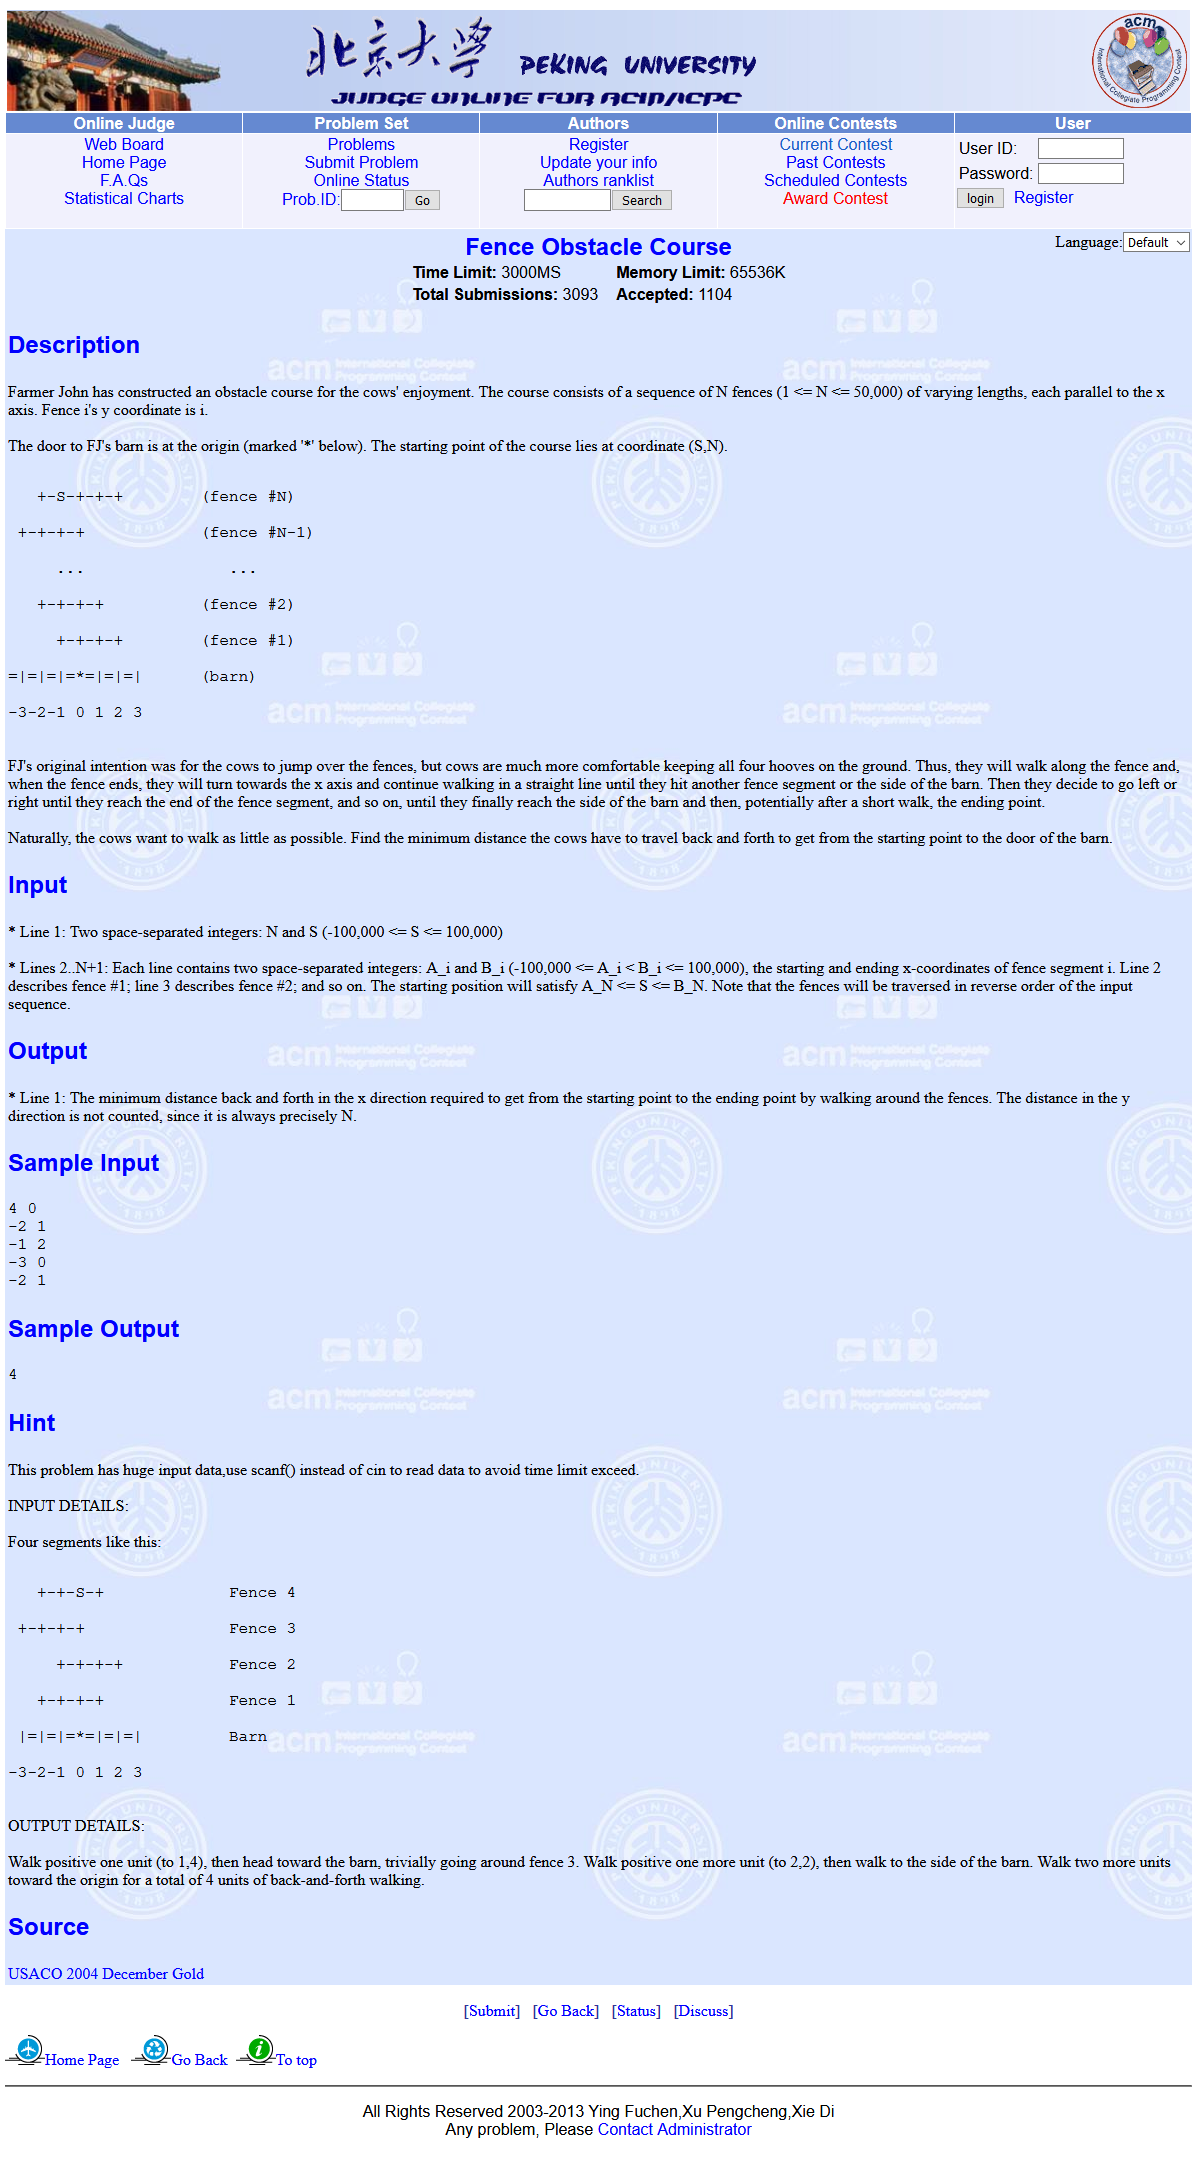 北京大學 PEKING UNIVERSITY
JUDGE ONLINE FOR ACM/ICPC
acm
International Collegiate Programming Contest
Online Judge Problem Set Authors Online Contests User
Web Board Problems Register Current Contest User ID:
Home Page Submit Problem Update your info Past Contests
F.A.Qs Online Status Authors ranklist Scheduled Contests Password:
Statistical Charts Prob.ID: Go Search Award Contest login Register
Fence Obstacle Course Language: Default
Time Limit: 3000MS Memory Limit: 65536K
Total Submissions: 3093 Accepted: 1104
Description
Farmer John has constructed an obstacle course for the cows' enjoyment. The course consists of a sequence of N fences (1 <= N <= 50,000) of varying lengths, each parallel to the x
axis. Fence i's y coordinate is i.
The door to FJ's barn is at the origin (marked '*' below). The starting point of the course lies at coordinate (S,N).
+-S-+-+-+ (fence #N)
+-+-+-+ (fence #N-1)
... ...
+-+-+-+ (fence #2)
+-+-+-+ (fence #1)
=|=|=|=*=|=|=| (barn)
-3-2-1 0 1 2 3
FJ's original intention was for the cows to jump over the fences, but cows are much more comfortable keeping all four hooves on the ground. Thus, they will walk along the fence and,
when the fence ends, they will turn towards the x axis and continue walking in a straight line until they hit another fence segment or the side of the barn. Then they decide to go left or
right until they reach the end of the fence segment, and so on, until they finally reach the side of the barn and then, potentially after a short walk, the ending point.
Naturally, the cows want to walk as little as possible. Find the minimum distance the cows have to travel back and forth to get from the starting point to the door of the barn.
Input
* Line 1: Two space-separated integers: N and S (-100,000 <= S <= 100,000)
* Lines 2..N+1: Each line contains two space-separated integers: A_i and B_i (-100,000 <= A_i < B_i <= 100,000), the starting and ending x-coordinates of fence segment i. Line 2
describes fence #1; line 3 describes fence #2; and so on. The starting position will satisfy A_N <= S <= B_N. Note that the fences will be traversed in reverse order of the input
sequence.
Output
* Line 1: The minimum distance back and forth in the x direction required to get from the starting point to the ending point by walking around the fences. The distance in the y
direction is not counted, since it is always precisely N.
Sample Input
4 0
-2 1
-1 2
-3 0
-2 1
Sample Output
4
Hint
This problem has huge input data,use scanf() instead of cin to read data to avoid time limit exceed.
INPUT DETAILS:
Four segments like this:
+-+-S-+ Fence 4
+-+-+-+ Fence 3
+-+-+-+ Fence 2
+-+-+-+ Fence 1
|=|=|=*=|=|=| Barn
-3-2-1 0 1 2 3
OUTPUT DETAILS:
Walk positive one unit (to 1,4), then head toward the barn, trivially going around fence 3. Walk positive one more unit (to 2,2), then walk to the side of the barn. Walk two more units
toward the origin for a total of 4 units of back-and-forth walking.
Source
USACO 2004 December Gold
[Submit] [Go Back] [Status] [Discuss]
Home Page Go Back To top
All Rights Reserved 2003-2013 Ying Fuchen,Xu Pengcheng,Xie Di
Any problem, Please Contact Administrator